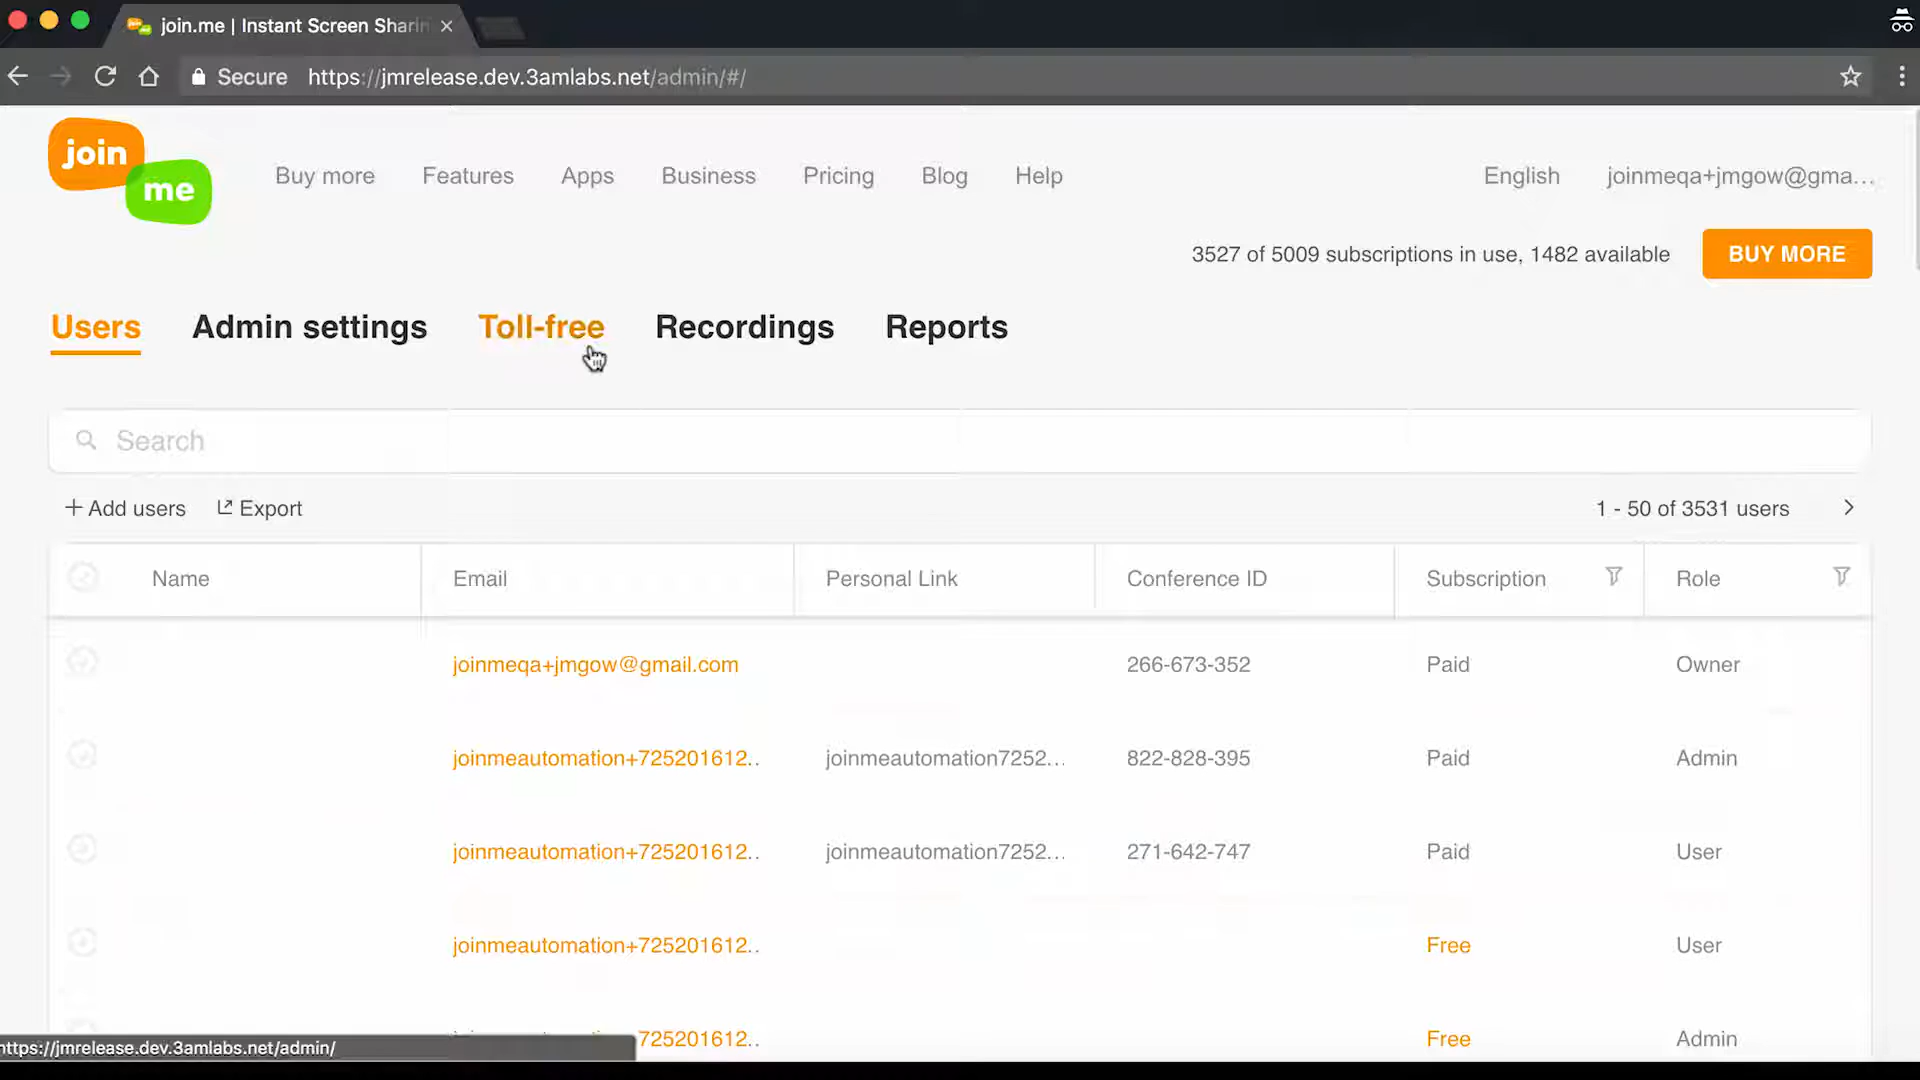 join.me | Instant Screen Sharin
Secure https://jmrelease.dev.3amlabs.net/admin/#/
join
me
Buy more Features Apps Business Pricing Blog Help English joinmeqa+jmgow@gma...
3527 of 5009 subscriptions in use, 1482 available BUY MORE
Users Admin settings Toll-free Recordings Reports
Search
+ Add users Export 1 - 50 of 3531 users
Name Email Personal Link Conference ID Subscription Role
joinmeqa+jmgow@gmail.com 266-673-352 Paid Owner
joinmeautomation+725201612.. joinmeautomation7252... 822-828-395 Paid Admin
joinmeautomation+725201612.. joinmeautomation7252... 271-642-747 Paid User
joinmeautomation+725201612.. Free User
725201612.. Free Admin
https://jmrelease.dev.3amlabs.net/admin/